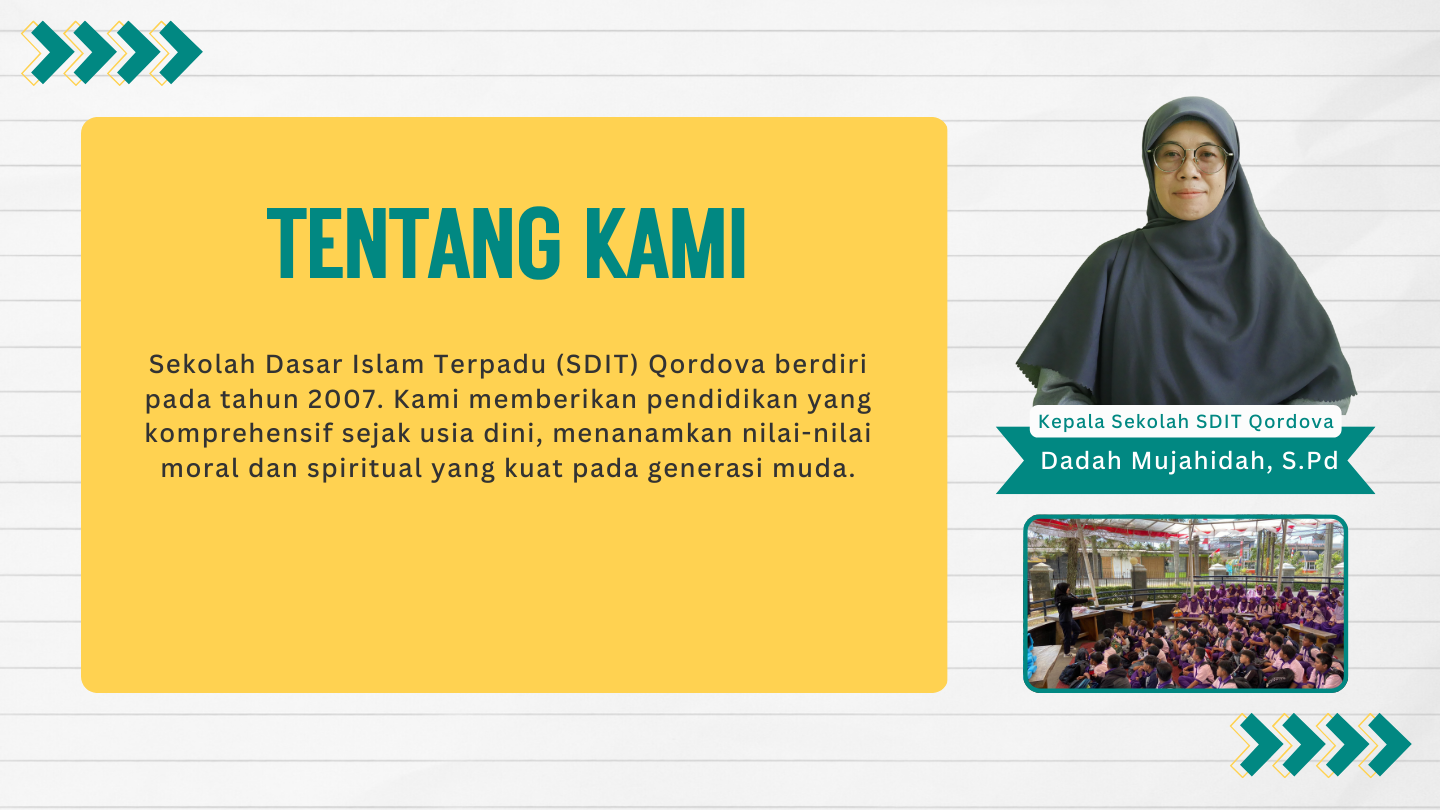 TENTANG KAMI
Sekolah Dasar Islam Terpadu (SDIT) Qordova berdiri
pada tahun 2007. Kami memberikan pendidikan yang
komprehensif sejak usia dini, menanamkan nilai-nilai
moral dan spiritual yang kuat pada generasi muda.
Kepala Sekolah SDIT Qordova
Dadah Mujahidah, S.Pd